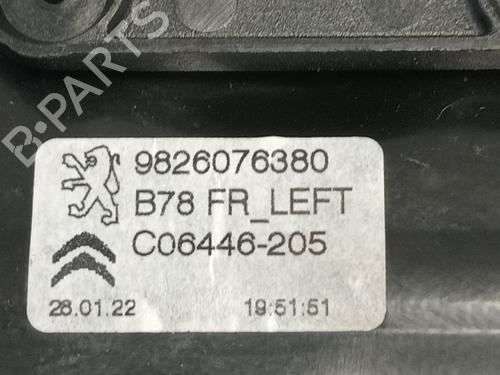 B-PARTS
9826076380
B78 FR_LEFT
C06446-205
28.01.22 19:51:51